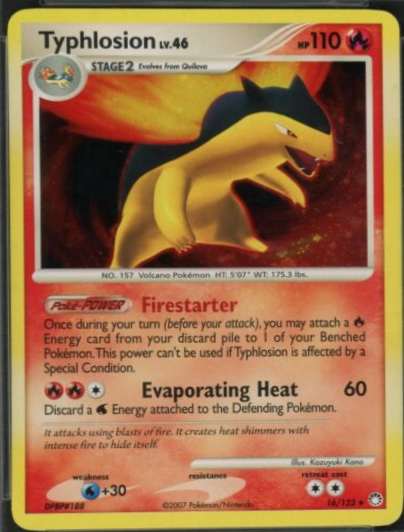 Typhlosion LV.46 HP 110
STAGE2 Evolves from Quilava
NO. 157 Volcano Pokémon HT: 5'07" WT: 175.3 lbs.
Poké-POWER Firestarter
Once during your turn (before your attack), you may attach a
Energy card from your discard pile to 1 of your Benched
Pokémon. This power can't be used if Typhlosion is affected by a
Special Condition.
Evaporating Heat 60
Discard a Energy attached to the Defending Pokémon.
It attacks using blasts of fire. It creates heat shimmers with
intense fire to hide itself.
Illus. Kazuyuki Kano
weakness resistance retreat cost
+30
DPBP#188 ©2007 Pokémon/Nintendo 16/123